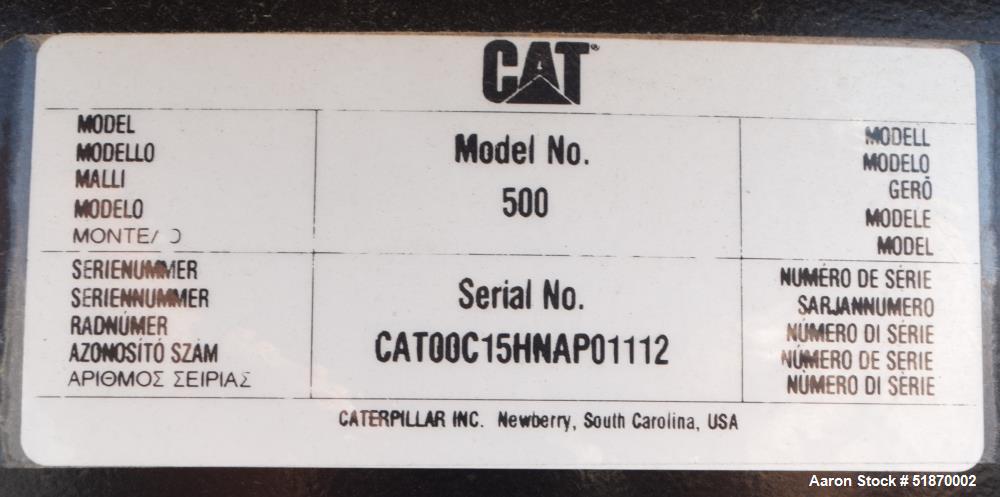 CAT®
MODEL
MODELLO
MALLI
MODELO
Model No.
500
MODELL
MODELO
GERÖ
MODELE
MODEL
SERIENUMMER
SERIENNUMMER
RADNÚMER
AZONOSÍTÓ SZÁM
ΑΡΙΘΜΟΣ ΣΕΙΡΙΑΣ
Serial No.
CAT00C15HNAP01112
NUMÉRO DE SÉRIE
SARJANNUMERO
NÚMERO DI SÉRIE
NÚMERO DE SERIE
NÚMERO DI SÉRIE
CATERPILLAR INC. Newberry, South Carolina, USA
Aaron Stock # 51870002